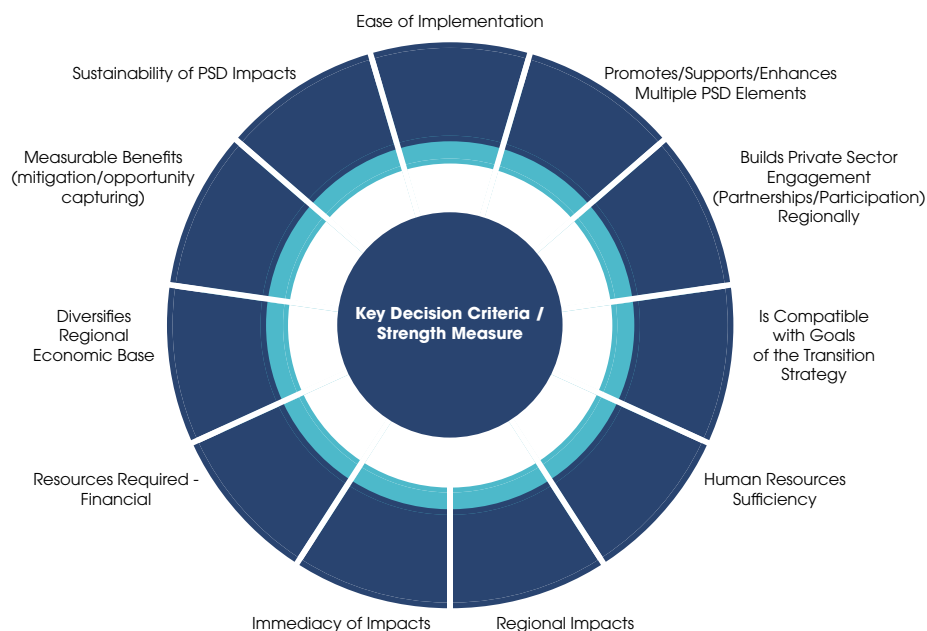 Ease of Implementation
Promotes/Supports/Enhances
Multiple PSD Elements
Builds Private Sector
Engagement
(Partnerships/Participation)
Regionally
Is Compatible
with Goals
of the Transition
Strategy
Human Resources
Sufficiency
Regional Impacts
Immediacy of Impacts
Resources Required -
Financial
Diversifies
Regional
Economic Base
Measurable Benefits
(mitigation/opportunity
capturing)
Sustainability of PSD Impacts
Key Decision Criteria /
Strength Measure